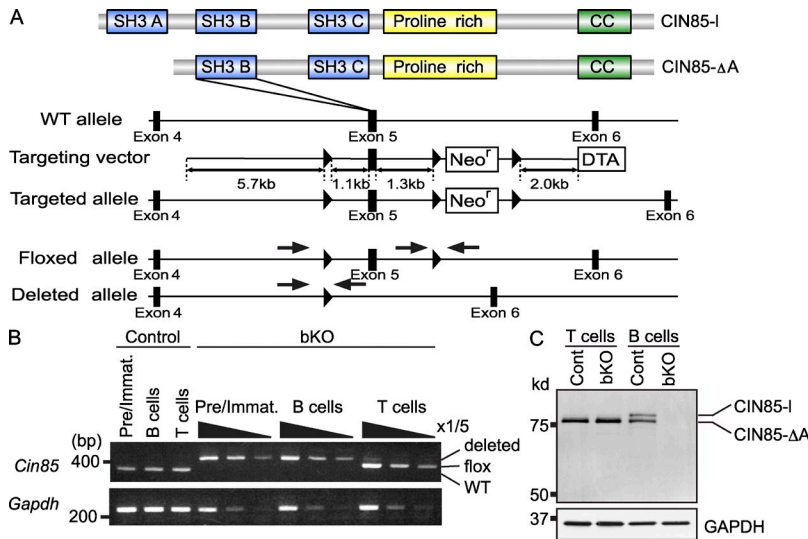 A
SH3 A SH3 B SH3 C Proline rich CC CIN85-l
SH3 B SH3 C Proline rich CC CIN85-ΔA
WT allele
Exon 4 Exon 5 Exon 6
Targeting vector Neoʳ DTA
5.7kb 1.1kb 1.3kb 2.0kb
Targeted allele Neoʳ
Exon 4 Exon 5 Exon 6
Floxed allele
Exon 4 Exon 5 Exon 6
Deleted allele
Exon 4 Exon 6
B
Control bKO
Pre/Immat. B cells T cells Pre/Immat. B cells T cells
x1/5
(bp)
400
Cin85
deleted
flox
WT
Gapdh
200
C
T cells B cells
Cont bKO Cont bKO
kd
75
CIN85-l
CIN85-ΔA
50
37
GAPDH